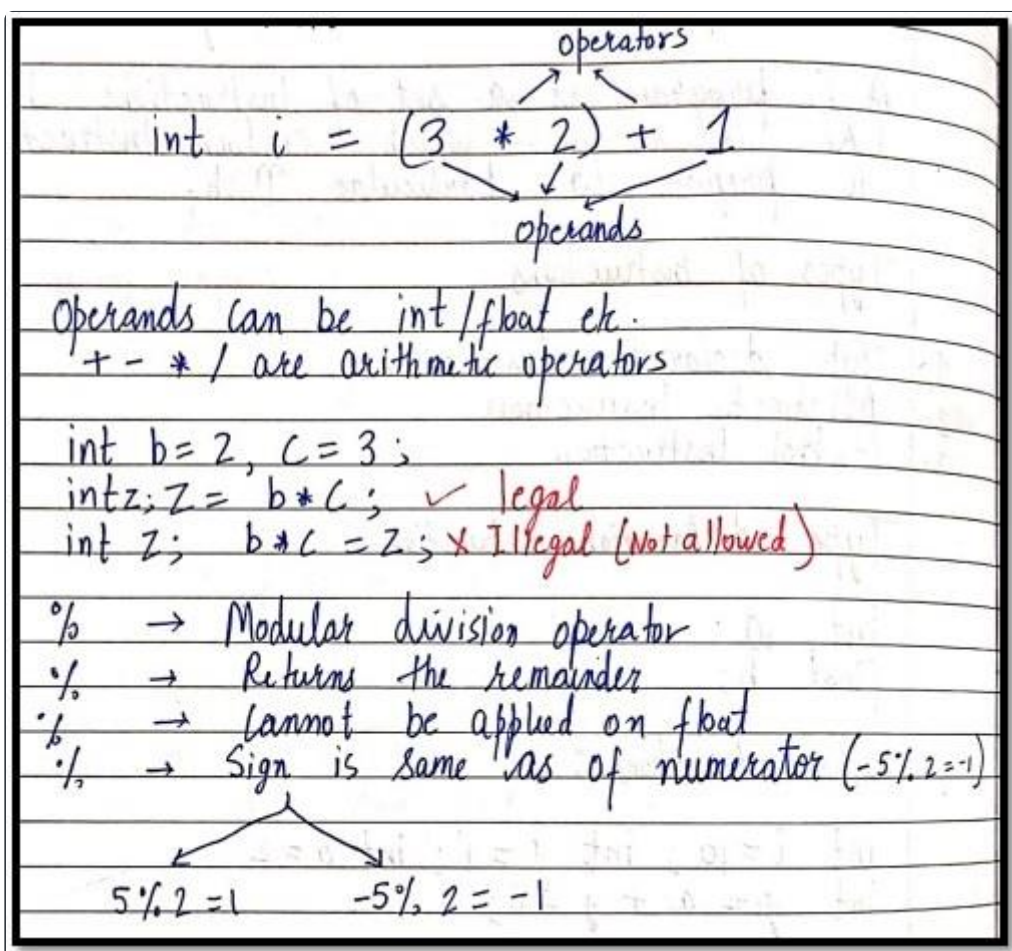 operators
int i = (3 * 2) + 1
operands
Operands can be int/float etc.
+ - * / are arithmetic operators
int b = 2, c = 3;
int z; z = b * c; ✓ legal
int z; b * c = z; × Illegal (Not allowed)
% → Modular division operator
% → Returns the remainder
% → Cannot be applied on float
% → Sign is same as of numerator (-5%2=-1)
5%2=1 -5%2=-1